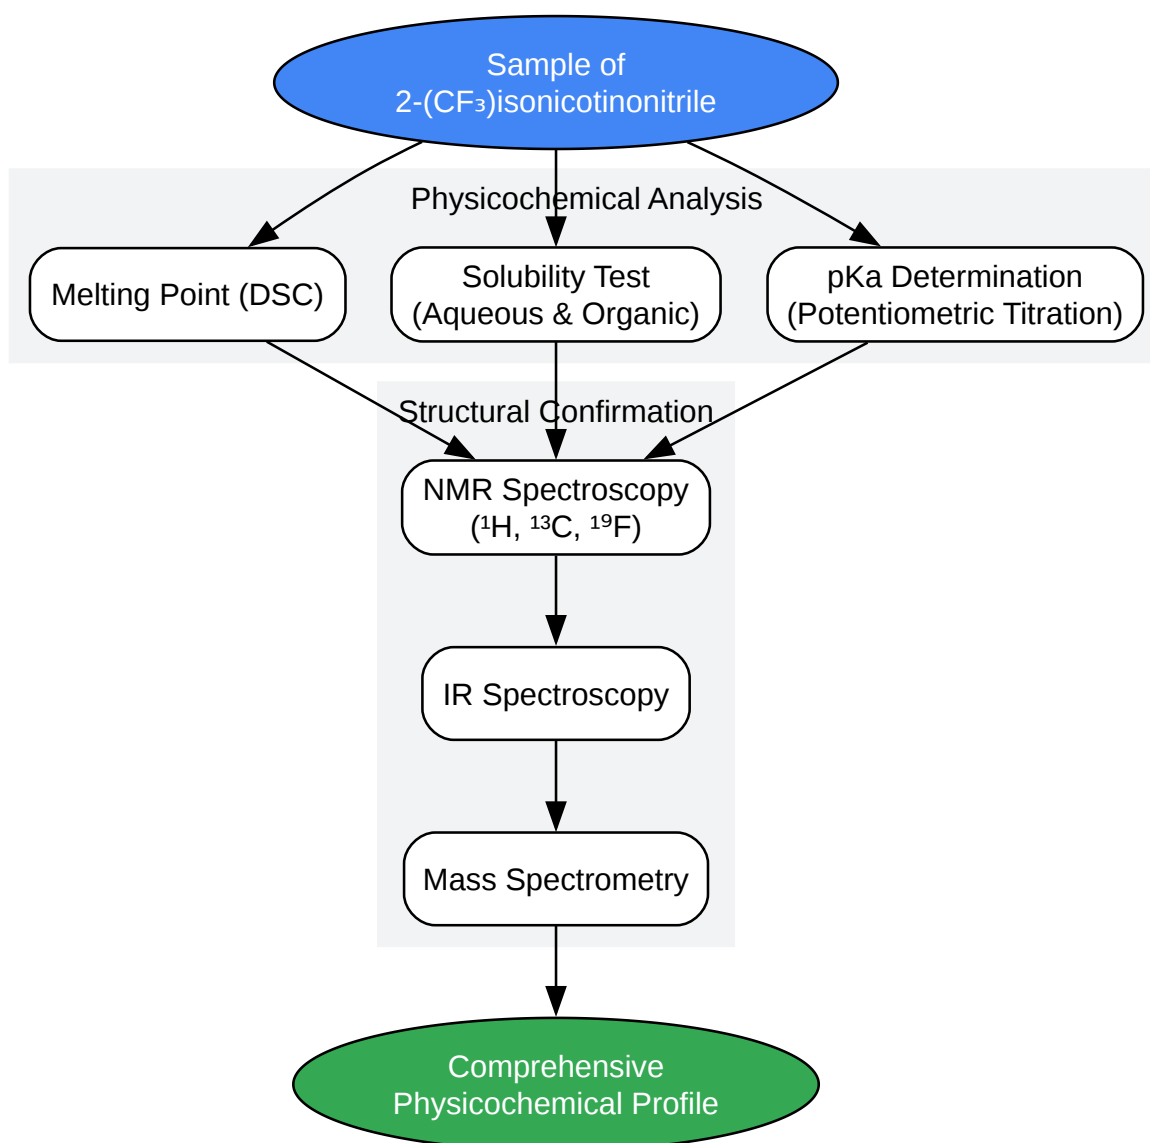 Sample of
2-(CF₃)isonicotinonitrile
Physicochemical Analysis
Melting Point (DSC)
Solubility Test
(Aqueous & Organic)
pKa Determination
(Potentiometric Titration)
Structural Confirmation
NMR Spectroscopy
(¹H, ¹³C, ¹⁹F)
IR Spectroscopy
Mass Spectrometry
Comprehensive
Physicochemical Profile